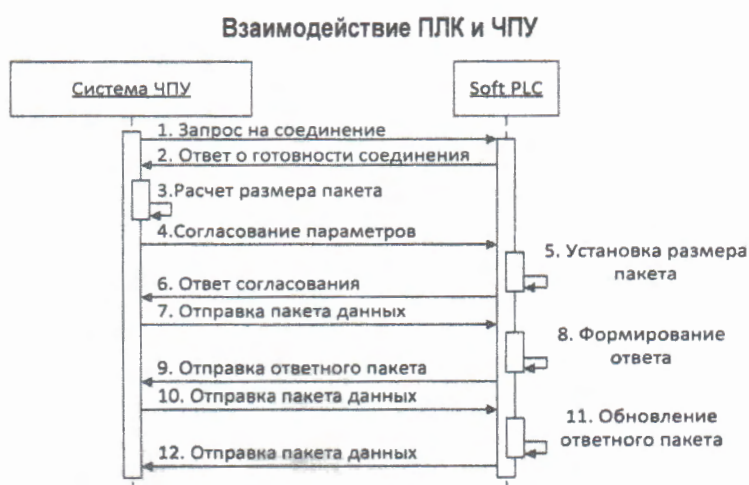 Взаимодействие ПЛК и ЧПУ
Система ЧПУ
Soft PLC
1. Запрос на соединение
2. Ответ о готовности соединения
3.Расчет размера пакета
4.Согласование параметров
5. Установка размера
пакета
6. Ответ согласования
7. Отправка пакета данных
8. Формирование
ответа
9. Отправка ответного пакета
10. Отправка пакета данных
11. Обновление
ответного пакета
12. Отправка пакета данных